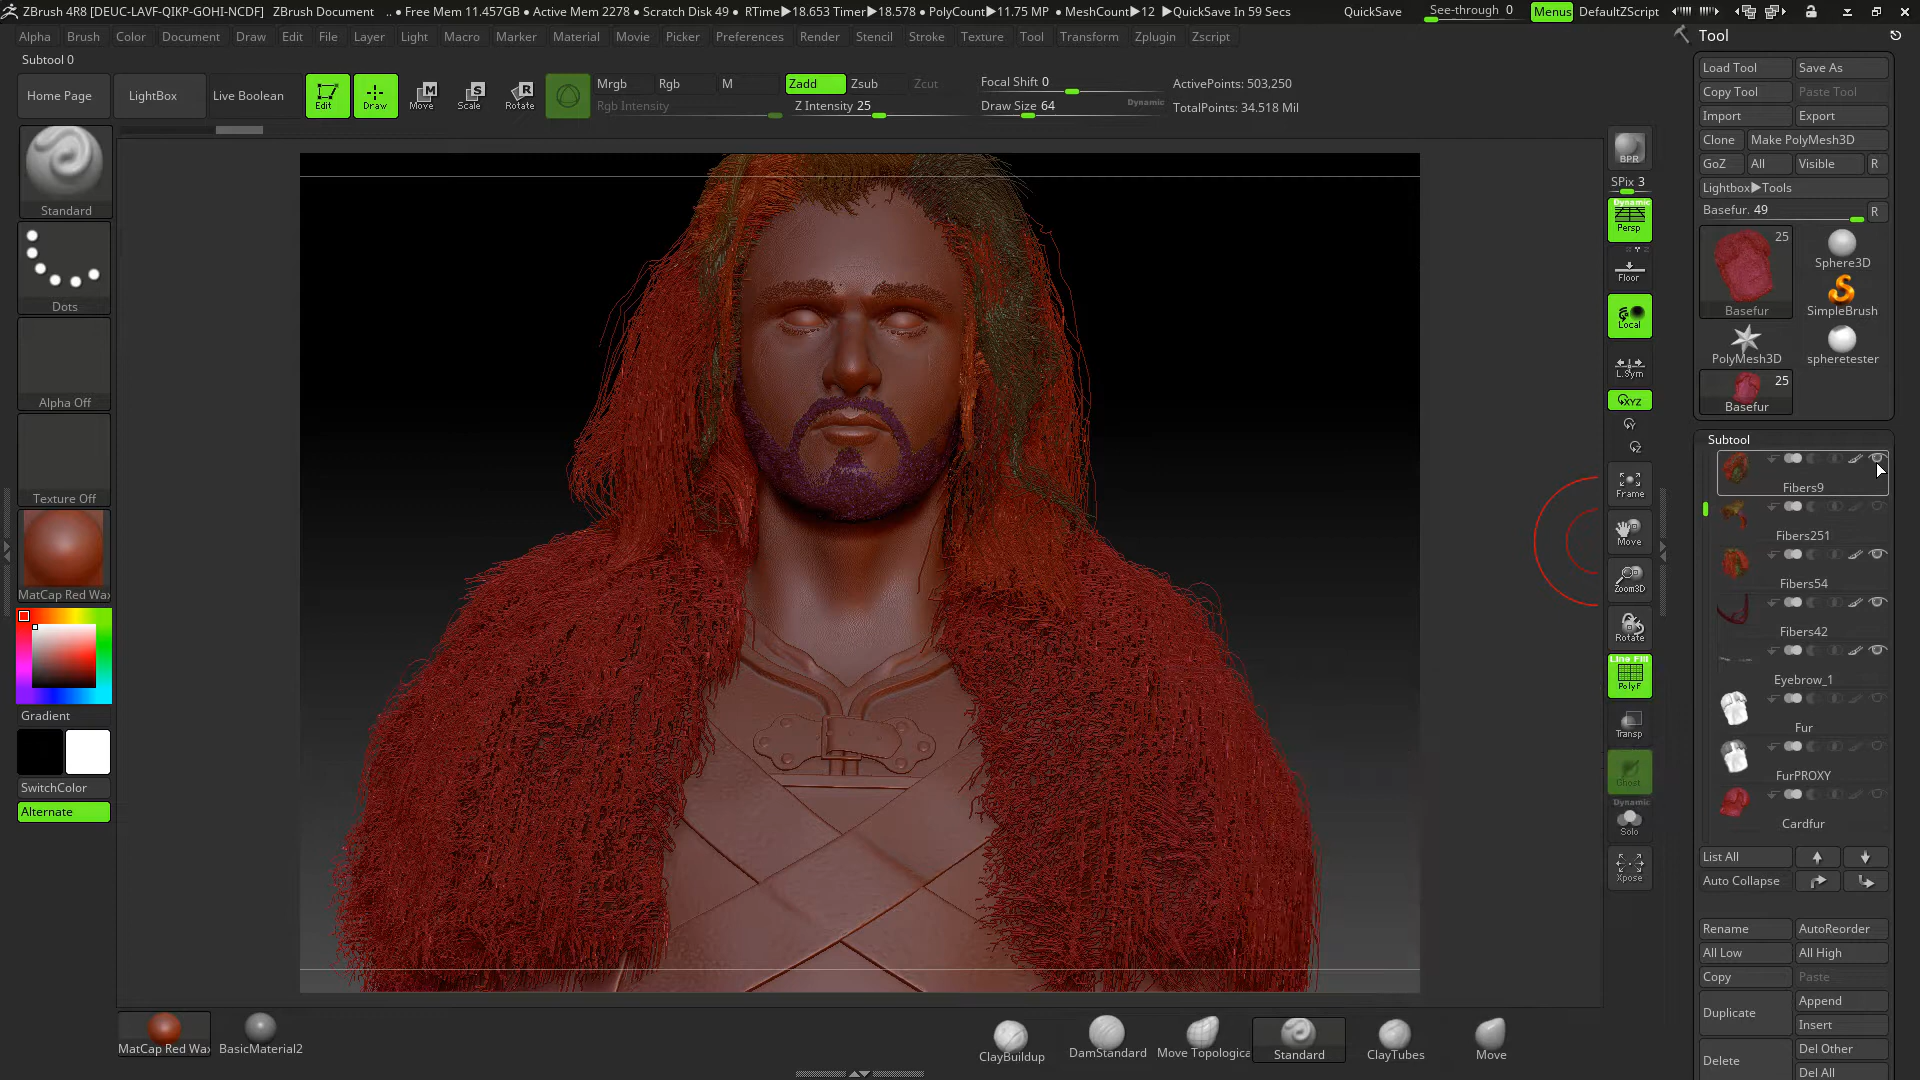 ZBrush 4R8 [DEUC-LAVF-QIKP-GOHI-NCDF] ZBrush Document .. ● Free Mem 11.457GB ● Active Mem 2278 ● Scratch Disk 49 ● RTime▶18.653 Timer▶18.578 ● PolyCount▶11.75 MP ● MeshCount▶12 ▶QuickSave In 59 Secs QuickSave See-through 0 Menus DefaultZScript
Alpha Brush Color Document Draw Edit File Layer Light Macro Marker Material Movie Picker Preferences Render Stencil Stroke Texture Tool Transform Zplugin Zscript
Subtool 0
Home Page LightBox Live Boolean Edit Draw Move Scale Rotate
M S R
Mrgb Rgb M Zadd Zsub Zcut
Rgb Intensity Z Intensity 25
Focal Shift 0
Draw Size 64 Dynamic
ActivePoints: 503,250
TotalPoints: 34.518 Mil
Standard
Dots
Alpha Off
Texture Off
MatCap Red Wax
Gradient
SwitchColor
Alternate
BPR
SPix 3
Dynamic
Persp
Floor
Local
L.Sym
XYZ
Y
Z
Frame
Move
Zoom3D
Rotate
Line Fill
PolyF
Transp
Ghost
Dynamic
Solo
Xpose
Tool
Load Tool Save As
Copy Tool Paste Tool
Import Export
Clone Make PolyMesh3D
GoZ All Visible R
Lightbox▶Tools
Basefur. 49 R
25
Basefur Sphere3D
SimpleBrush
PolyMesh3D spheretester
25
Basefur
Subtool
Fibers9
Fibers251
Fibers54
Fibers42
Eyebrow_1
Fur
FurPROXY
Cardfur
List All
Auto Collapse
Rename AutoReorder
All Low All High
Copy Paste
Duplicate Append
Insert
Delete Del Other
Del All
MatCap Red Wax BasicMaterial2
ClayBuildup DamStandard Move Topologica Standard ClayTubes Move